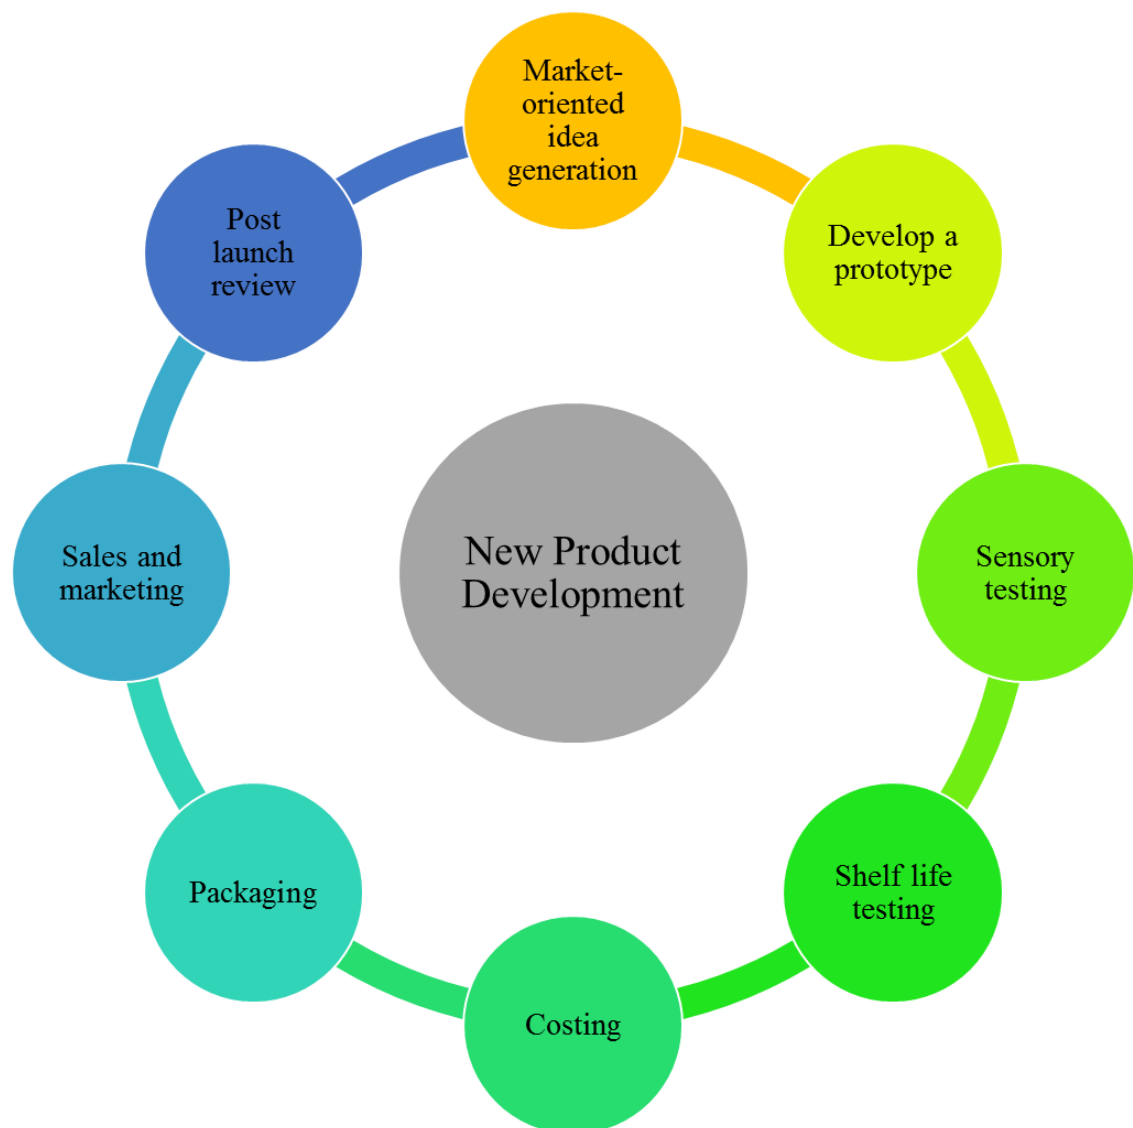 Market-
oriented
idea
generation
Develop a
prototype
Sensory
testing
Shelf life
testing
Costing
Packaging
Sales and
marketing
Post
launch
review
New Product
Development